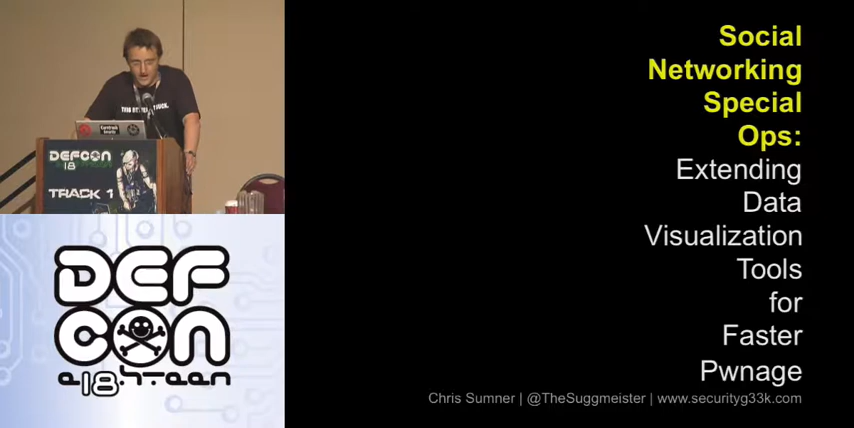 Social
Networking
Special
Ops:
Extending
Data
Visualization
Tools
for
Faster
Pwnage
Chris Sumner | @TheSuggmeister | www.securityg33k.com
DEFCON
18
TRACK 1
DEF
CON
e18hteen